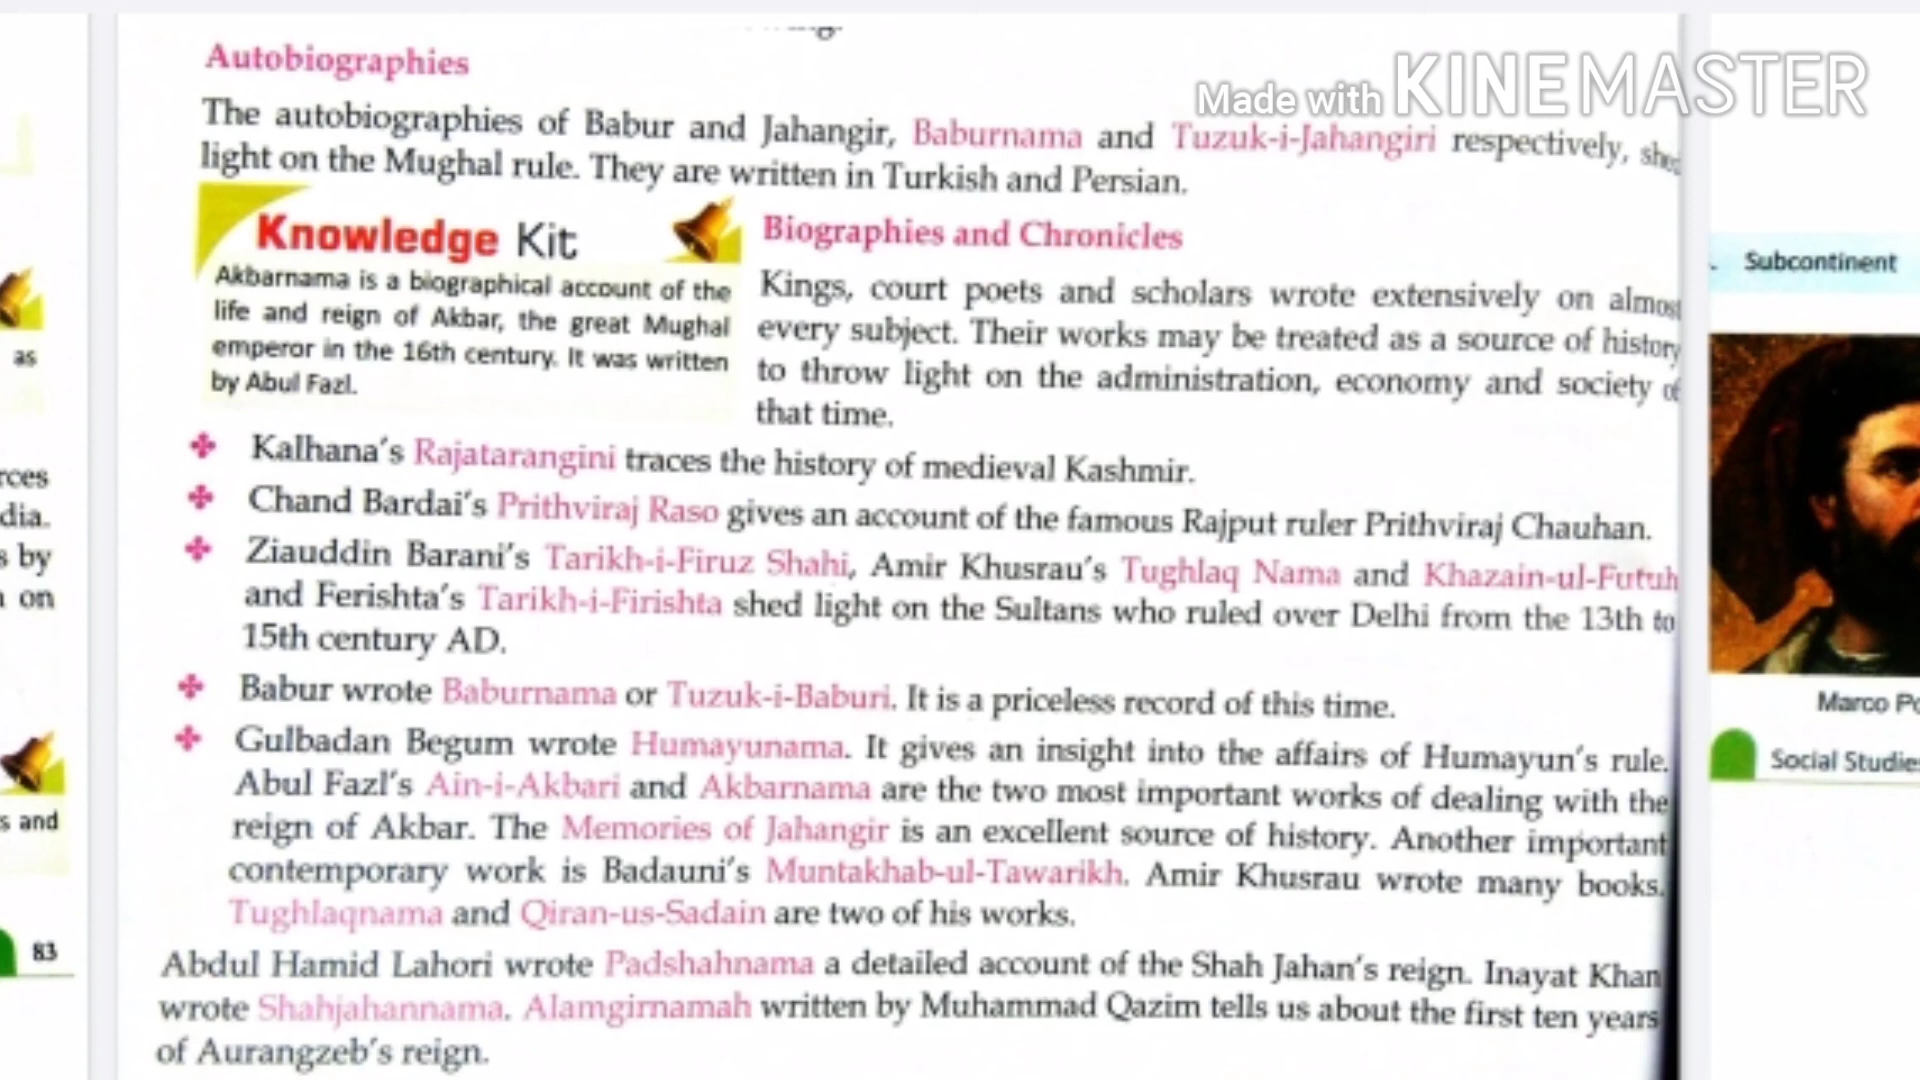 Made with KINEMASTER
Autobiographies
The autobiographies of Babur and Jahangir, Baburnama and Tuzuk-i-Jahangiri respectively, shed
light on the Mughal rule. They are written in Turkish and Persian.
Knowledge Kit
Akbarnama is a biographical account of the
life and reign of Akbar, the great Mughal
emperor in the 16th century. It was written
by Abul Fazl.
Biographies and Chronicles
Kings, court poets and scholars wrote extensively on almost
every subject. Their works may be treated as a source of history
to throw light on the administration, economy and society of
that time.
Kalhana's Rajatarangini traces the history of medieval Kashmir.
Chand Bardai's Prithviraj Raso gives an account of the famous Rajput ruler Prithviraj Chauhan.
Ziauddin Barani's Tarikh-i-Firuz Shahi, Amir Khusrau's Tughlaq Nama and Khazain-ul-Futuh
and Ferishta's Tarikh-i-Firishta shed light on the Sultans who ruled over Delhi from the 13th to
15th century AD.
Babur wrote Baburnama or Tuzuk-i-Baburi. It is a priceless record of this time.
Gulbadan Begum wrote Humayunama. It gives an insight into the affairs of Humayun's rule.
Abul Fazl's Ain-i-Akbari and Akbarnama are the two most important works of dealing with the
reign of Akbar. The Memories of Jahangir is an excellent source of history. Another important
contemporary work is Badauni's Muntakhab-ul-Tawarikh. Amir Khusrau wrote many books.
Tughlaqnama and Qiran-us-Sadain are two of his works.
Abdul Hamid Lahori wrote Padshahnama a detailed account of the Shah Jahan's reign. Inayat Khan
wrote Shahjahannama. Alamgirnamah written by Muhammad Qazim tells us about the first ten years
of Aurangzeb's reign.
as
rces
dia.
s by
on
s and
83
Subcontinent
Marco Po
Social Studies